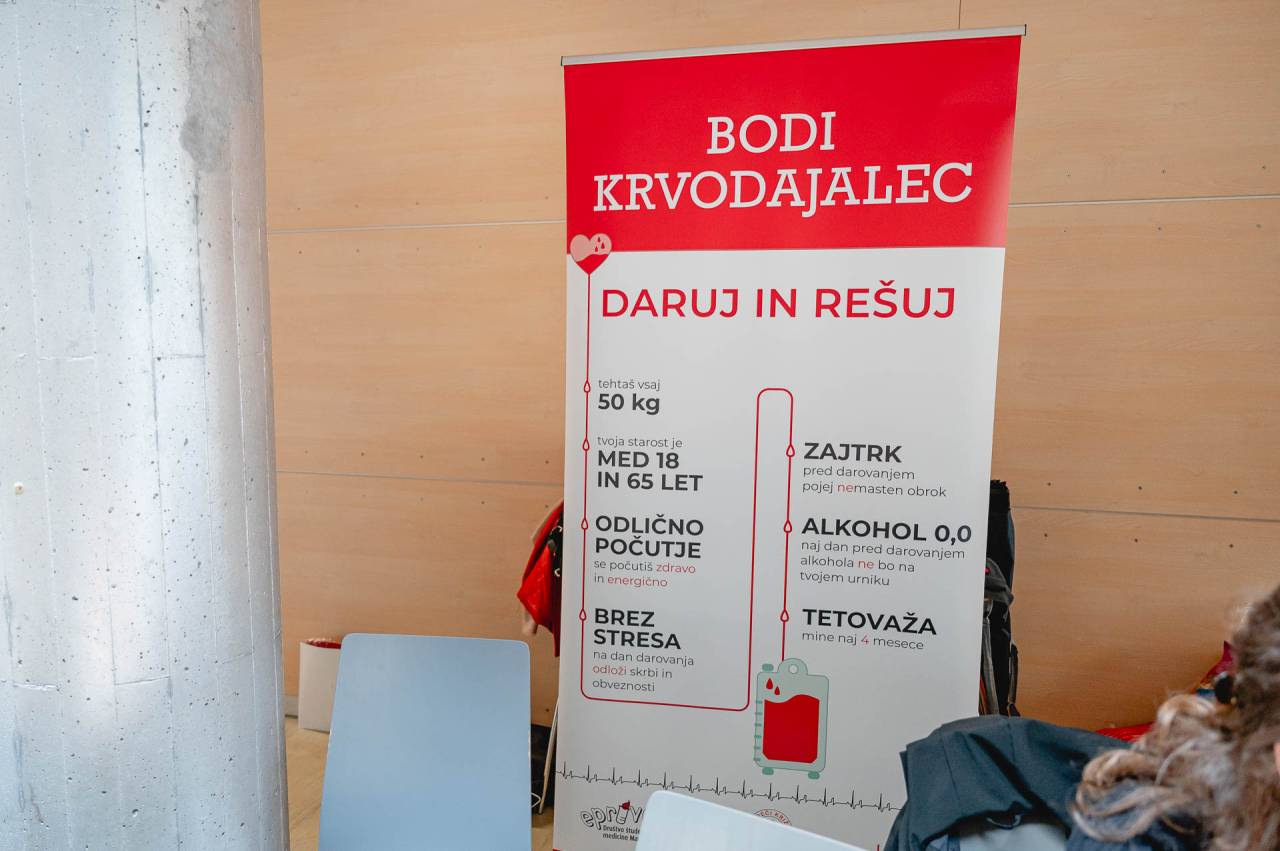 BODI
KRVODAJALEC
DARUJ IN REŠUJ
tehtaš vsaj
50 kg
tvoja starost je
MED 18
IN 65 LET
ODLIČNO
POČUTJE
se počutiš zdravo
in energično
BREZ
STRESA
na dan darovanja
odloži skrbi in
obveznosti
ZAJTRK
pred darovanjem
pojej nemasten obrok
ALKOHOL 0,0
naj dan pred darovanjem
alkohola ne bo na
tvojem urniku
TETOVAŽA
mine naj 4 mesece
Društvo
medicine